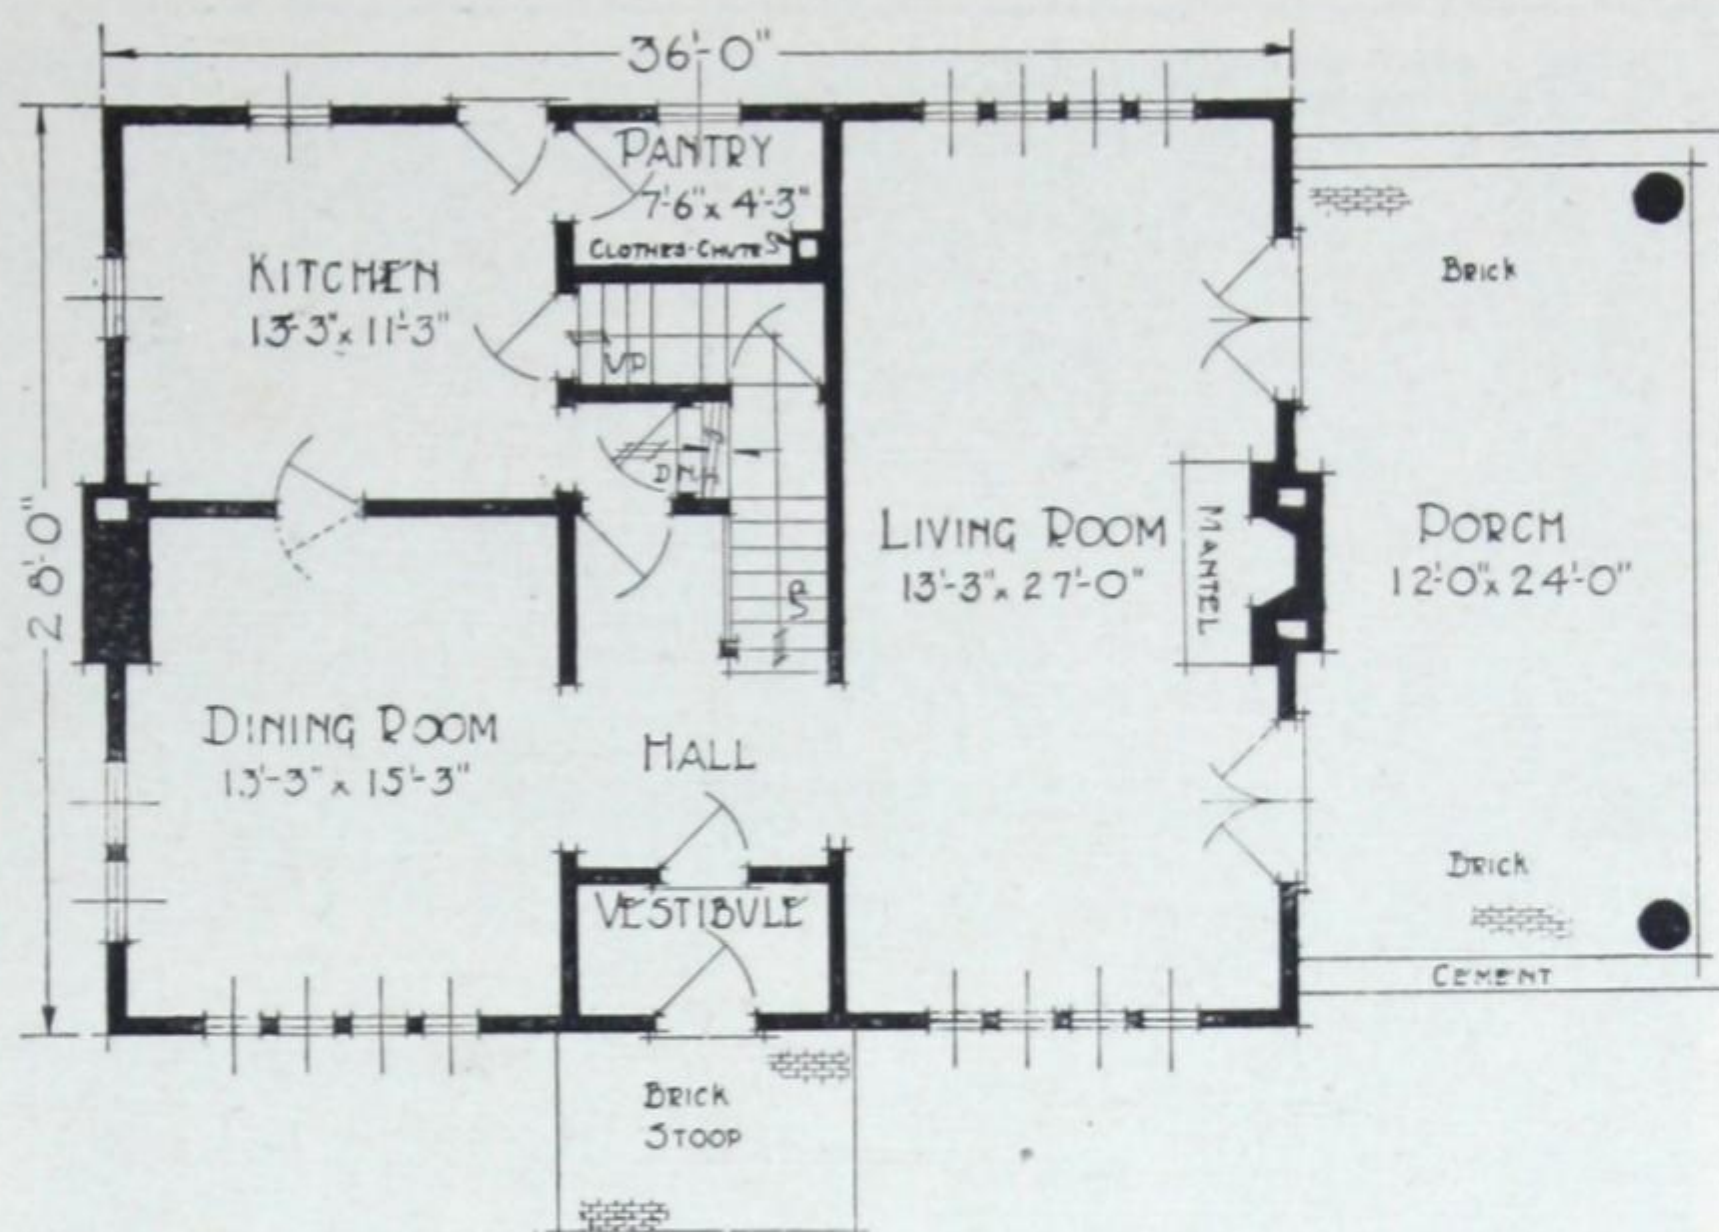 36'-0"
PANTRY
7'-6" x 4'-3"
CLOTHES-CHUTE
KITCHEN
13'-3" x 11'-3"
UP
DN
28'-0"
BRICK
LIVING ROOM
13'-3" x 27'-0"
MANTEL
PORCH
12'-0" x 24'-0"
DINING ROOM
13'-3" x 15'-3"
HALL
VESTIBULE
BRICK
CEMENT
BRICK
STOOP